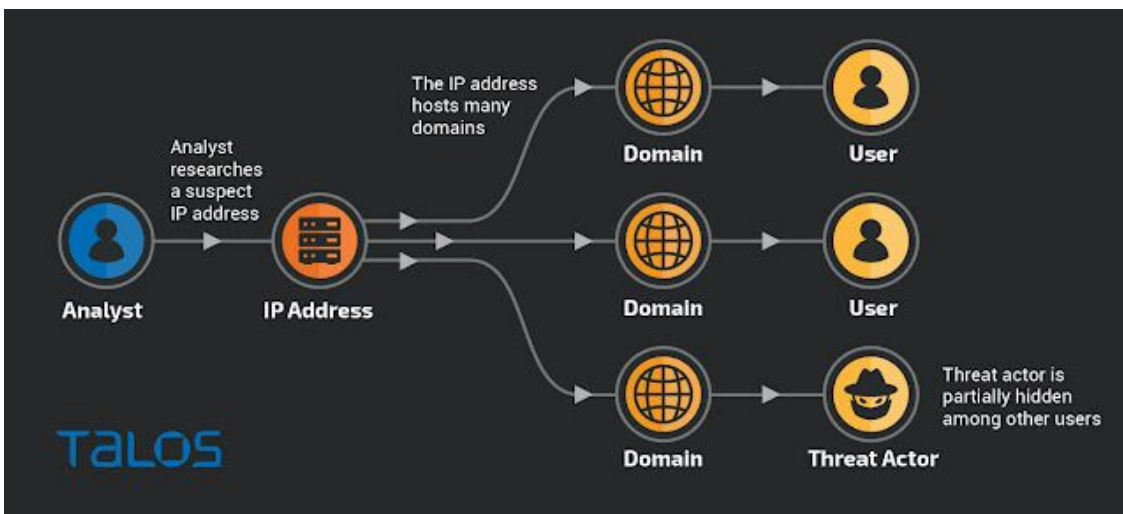 The IP address
hosts many
domains
Analyst
researches
a suspect
IP address
Analyst
IP Address
Domain
User
Domain
User
Domain
Threat Actor
Threat actor is
partially hidden
among other users
TALOS